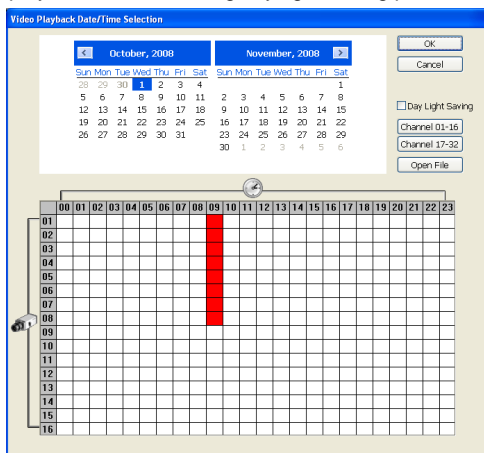 Video Playback Date/Time Selection
October, 2008
Sun Mon Tue Wed Thu Fri Sat
28 29 30 1 2 3 4
5 6 7 8 9 10 11
12 13 14 15 16 17 18
19 20 21 22 23 24 25
26 27 28 29 30 31
November, 2008
Sun Mon Tue Wed Thu Fri Sat
1
2 3 4 5 6 7 8
9 10 11 12 13 14 15
16 17 18 19 20 21 22
23 24 25 26 27 28 29
30 1 2 3 4 5 6
OK
Cancel
Day Light Saving
Channel 01-16
Channel 17-32
Open File
00 01 02 03 04 05 06 07 08 09 10 11 12 13 14 15 16 17 18 19 20 21 22 23
01
02
03
04
05
06
07
08
09
10
11
12
13
14
15
16